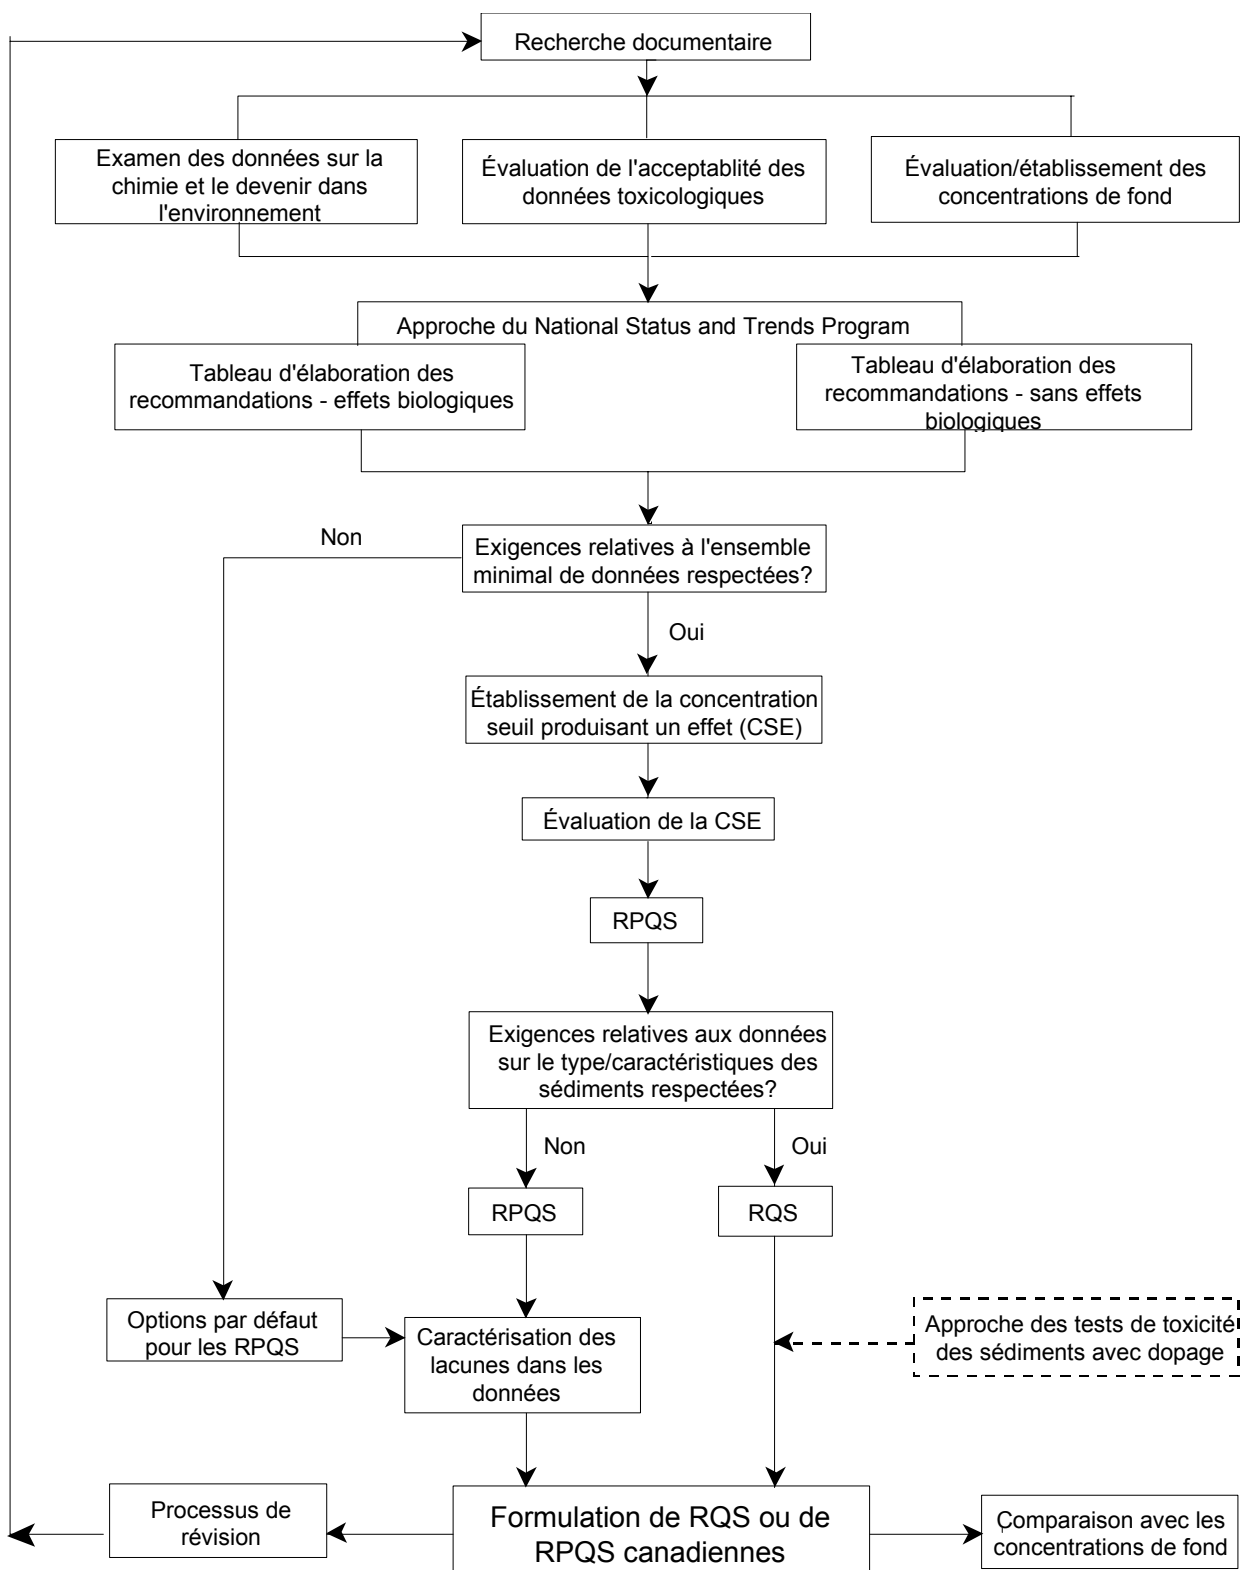 Recherche documentaire
Examen des données sur la
chimie et le devenir dans
l'environnement
Évaluation de l'acceptablité des
données toxicologiques
Évaluation/établissement des
concentrations de fond
Approche du National Status and Trends Program
Tableau d'élaboration des
recommandations - effets biologiques
Tableau d'élaboration des
recommandations - sans effets
biologiques
Non
Exigences relatives à l'ensemble
minimal de données respectées?
Oui
Établissement de la concentration
seuil produisant un effet (CSE)
Évaluation de la CSE
RPQS
Exigences relatives aux données
sur le type/caractéristiques des
sédiments respectées?
Non
Oui
RPQS
RQS
Options par défaut
pour les RPQS
Caractérisation des
lacunes dans les
données
Approche des tests de toxicité
des sédiments avec dopage
Processus de
révision
Formulation de RQS ou de
RPQS canadiennes
Comparaison avec les
concentrations de fond